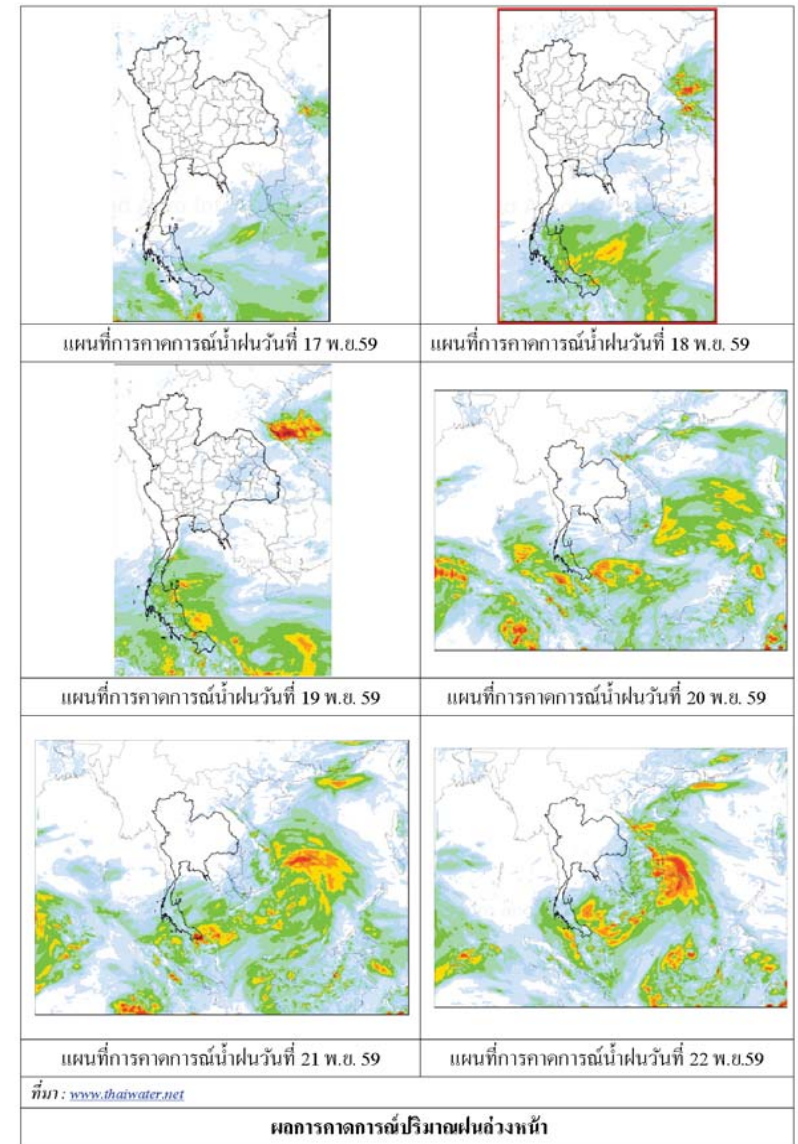 แผนที่การคาดการณ์น้ำฝนวันที่ 17 พ.ย.59
แผนที่การคาดการณ์น้ำฝนวันที่ 18 พ.ย. 59
แผนที่การคาดการณ์น้ำฝนวันที่ 19 พ.ย. 59
แผนที่การคาดการณ์น้ำฝนวันที่ 20 พ.ย. 59
แผนที่การคาดการณ์น้ำฝนวันที่ 21 พ.ย. 59
แผนที่การคาดการณ์น้ำฝนวันที่ 22 พ.ย.59
ที่มา : www.thaiwater.net
ผลการคาดการณ์ปริมาณฝนล่วงหน้า